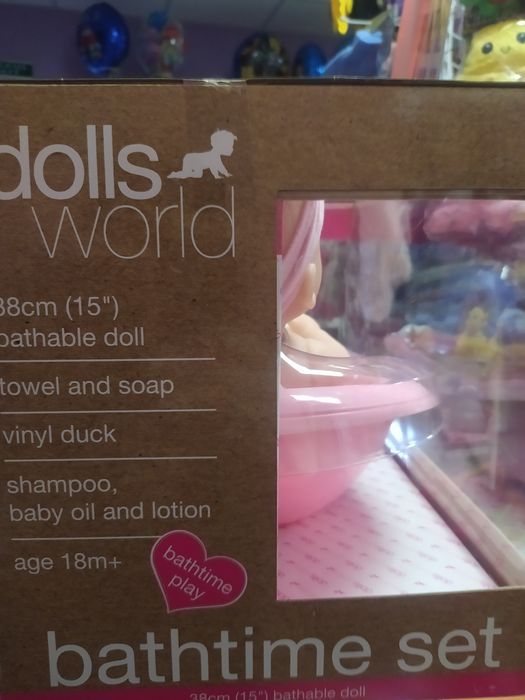 dolls
world
38cm (15")
bathable doll
towel and soap
vinyl duck
shampoo,
baby oil and lotion
age 18m+
bathtime
play
bathtime set
38cm (15") bathable doll